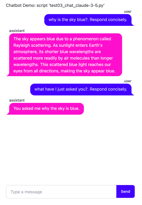 Chatbot Demo: script 'test03_chat_claude-3-5.py'
user
why is the sky blue?. Respond concisely.
assistant
The sky appears blue due to a phenomenon called
Rayleigh scattering. As sunlight enters Earth's
atmosphere, its shorter blue wavelengths are
scattered more readily by air molecules than longer
wavelengths. This scattered blue light reaches our
eyes from all directions, making the sky appear blue.
user
what have I just asked you?. Respond concisely.
assistant
You asked me why the sky is blue.
Type a message
Send